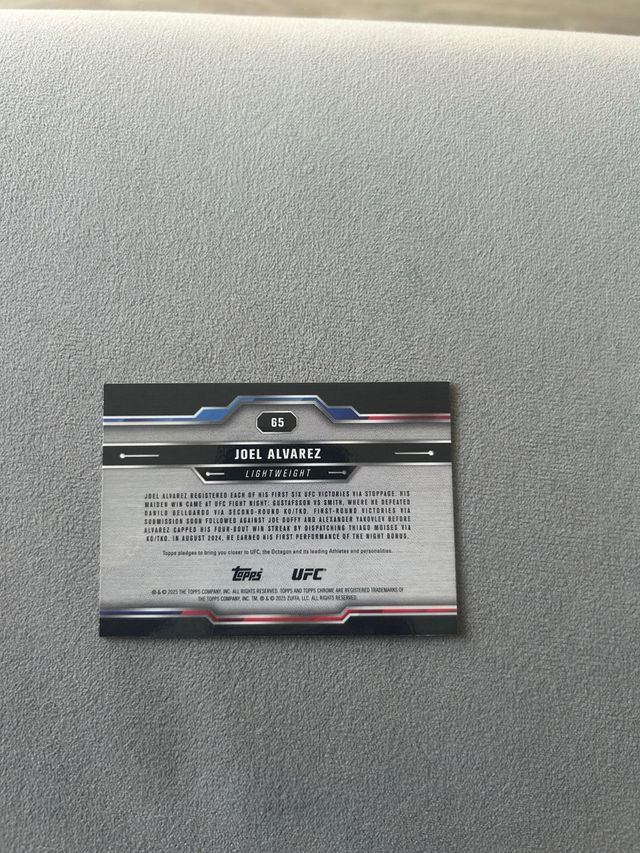 65
JOEL ALVAREZ
LIGHTWEIGHT
JOEL ALVAREZ REGISTERED EACH OF HIS FIRST SIX UFC VICTORIES VIA STOPPAGE. HIS
MAIDEN WIN CAME AT UFC FIGHT NIGHT: GUSTAFSSON VS SMITH, WHERE HE DEFEATED
DANILO BELLUARDO VIA SECOND-ROUND KO/TKO. FIRST-ROUND VICTORIES VIA
SUBMISSION SOON FOLLOWED AGAINST JOE DUFFY AND ALEXANDER YAKOVLEV BEFORE
ALVAREZ CAPPED HIS FOUR-BOUT WIN STREAK BY DISPATCHING THIAGO MOISES VIA
KO/TKO. IN AUGUST 2024, HE EARNED HIS FIRST PERFORMANCE OF THE NIGHT BONUS.
Topps pledges to bring you closer to UFC, the Octagon and its leading Athletes and personalities.
Topps UFC
® & © 2025 THE TOPPS COMPANY, INC. ALL RIGHTS RESERVED. TOPPS AND TOPPS CHROME ARE REGISTERED TRADEMARKS OF
THE TOPPS COMPANY, INC. TM, ® & © 2025 ZUFFA, LLC. ALL RIGHTS RESERVED.